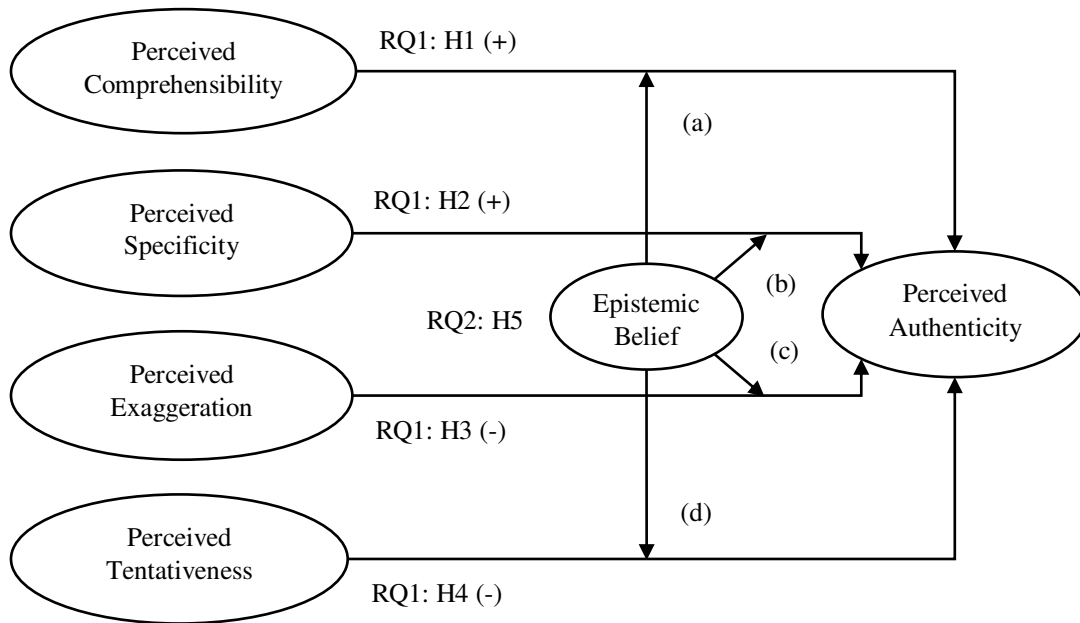 RQ1: H1 (+)
Perceived
Comprehensibility
(a)
RQ1: H2 (+)
Perceived
Specificity
(b)
Epistemic
Belief
Perceived
Authenticity
RQ2: H5
(c)
Perceived
Exaggeration
RQ1: H3 (-)
(d)
Perceived
Tentativeness
RQ1: H4 (-)